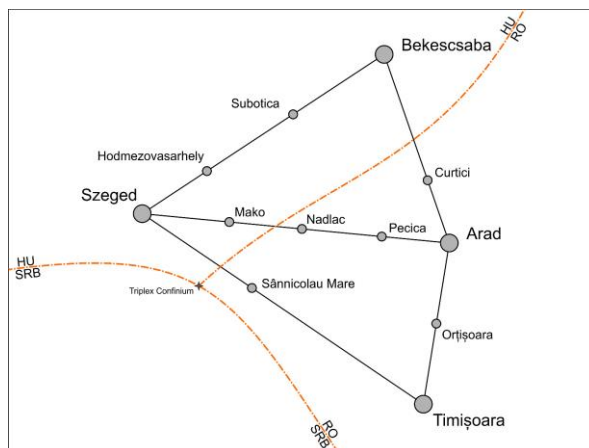 HU
RO
Bekescsaba
Subotica
Hodmezovasarhely
Curtici
Szeged
Mako
Nadlac
Pecica
Arad
HU
SRB
Sânnicolau Mare
Triplex Confinium
Orțișoara
Timișoara
RO
SRB